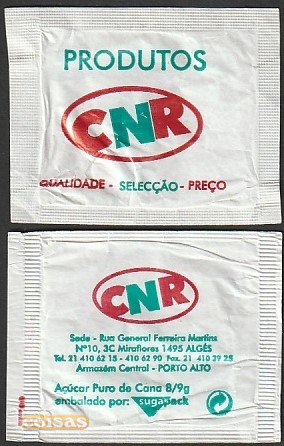 PRODUTOS
CNR
QUALIDADE - SELECÇÃO - PREÇO
CNR
Sede - Rua General Ferreira Martins
Nº10, 3C Miraflores 1495 ALGÉS
Tel. 21 410 62 15 - 410 62 90 Fax. 21 410 39 25
Armazém Central - PORTO ALTO
Açúcar Puro de Cana 8/9g
embalado por: sugapack
coisas